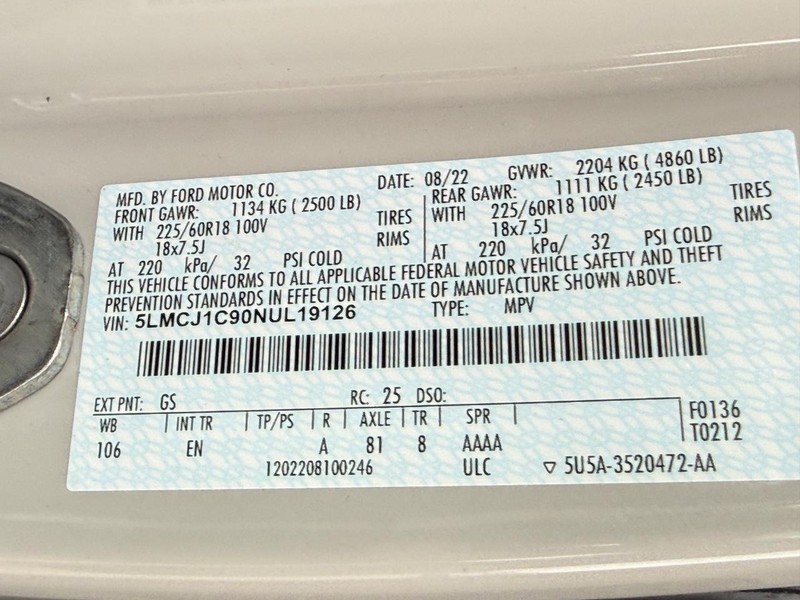 MFD. BY FORD MOTOR CO. DATE: 08/22 GVWR: 2204 KG ( 4860 LB)
FRONT GAWR: 1134 KG ( 2500 LB) REAR GAWR: 1111 KG ( 2450 LB)
WITH 225/60R18 100V TIRES WITH 225/60R18 100V TIRES
18x7.5J RIMS 18x7.5J RIMS
AT 220 kPa/ 32 PSI COLD AT 220 kPa/ 32 PSI COLD
THIS VEHICLE CONFORMS TO ALL APPLICABLE FEDERAL MOTOR VEHICLE SAFETY AND THEFT
PREVENTION STANDARDS IN EFFECT ON THE DATE OF MANUFACTURE SHOWN ABOVE.
VIN: 5LMCJ1C90NUL19126 TYPE: MPV
EXT PNT: GS RC: 25 DSO:
WB INT TR TP/PS R AXLE TR SPR F0136
106 EN A 81 8 AAAA T0212
1202208100246 ULC ▽ 5U5A-3520472-AA